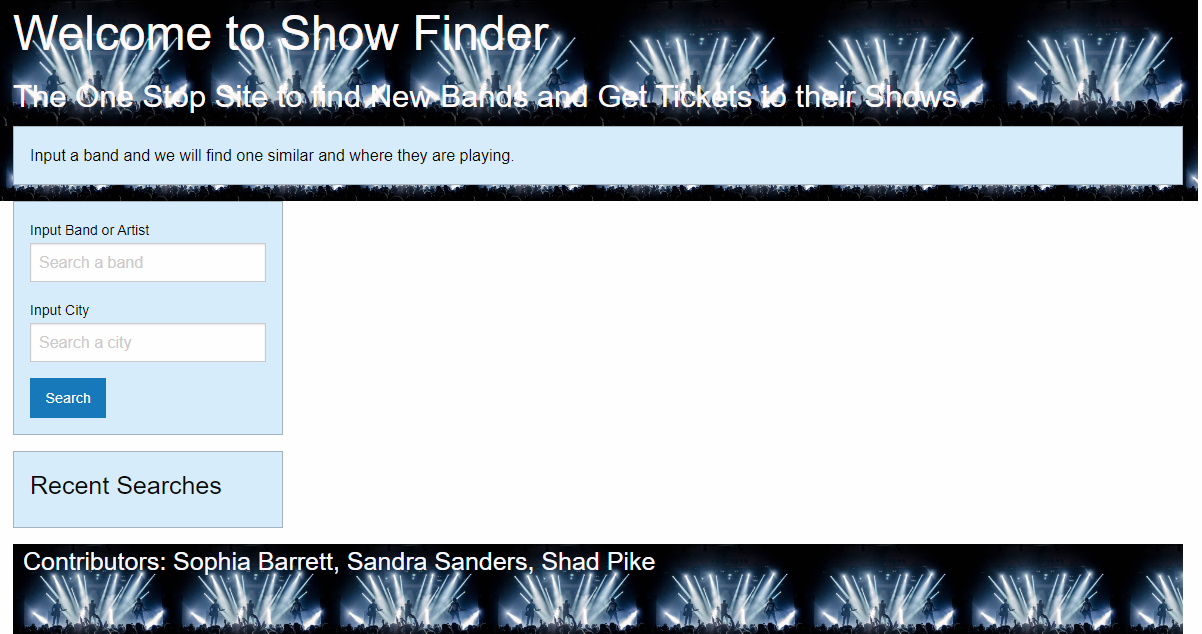 Welcome to Show Finder
The One Stop Site to find New Bands and Get Tickets to their Shows.
Input a band and we will find one similar and where they are playing.
Input Band or Artist
Search a band
Input City
Search a city
Search
Recent Searches
Contributors: Sophia Barrett, Sandra Sanders, Shad Pike